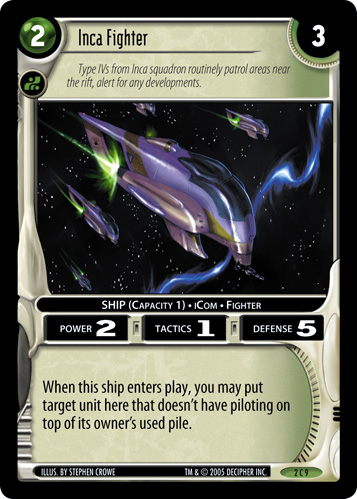 2
Inca Fighter
3
Type IVs from Inca squadron routinely patrol areas near
the rift, alert for any developments.
SHIP (CAPACITY 1) • ICOM • FIGHTER
POWER 2 TACTICS 1 DEFENSE 5
When this ship enters play, you may put
target unit here that doesn't have piloting on
top of its owner's used pile.
ILLUS. BY STEPHEN CROWE
TM & © 2005 DECIPHER INC.
2 C 9